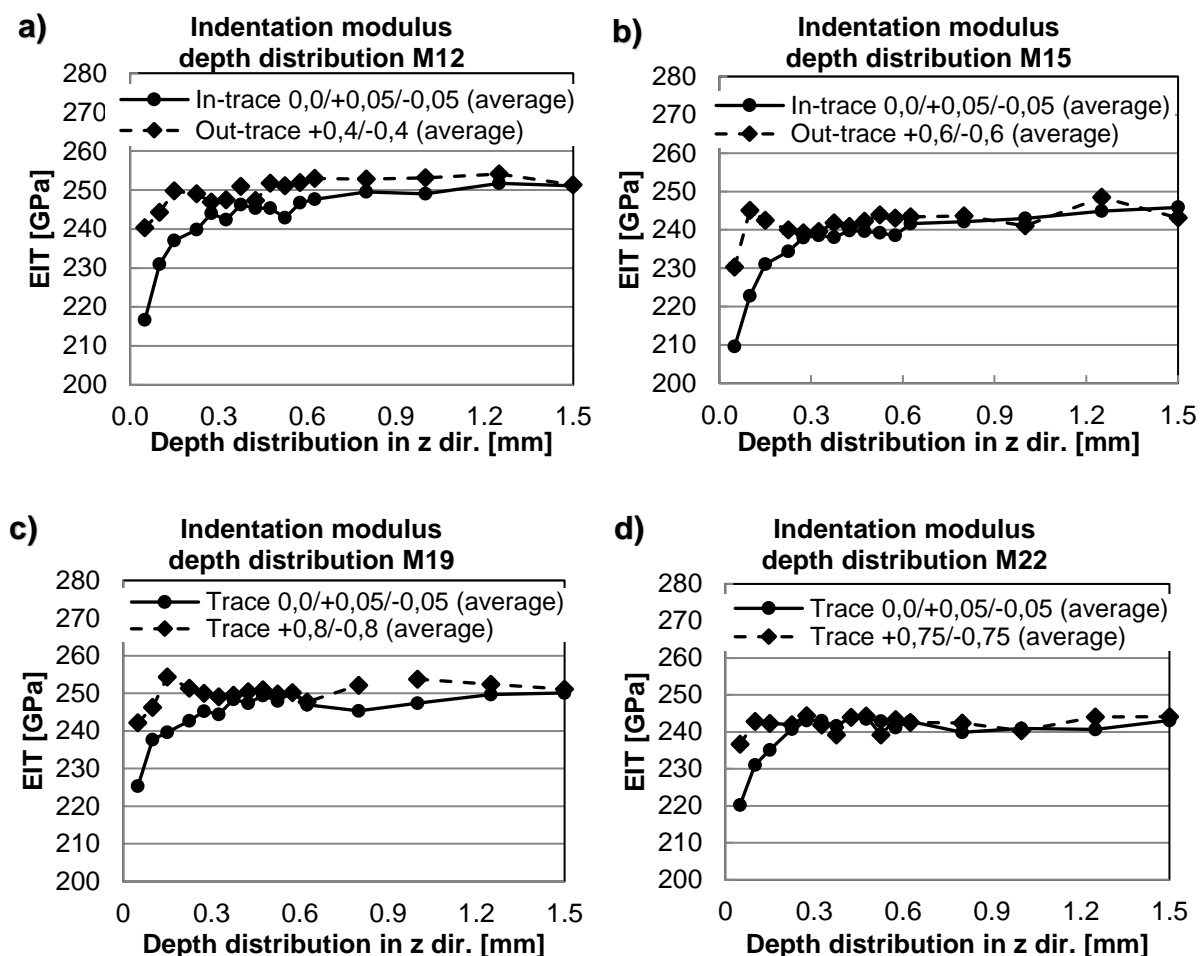 a)
Indentation modulus
depth distribution M12
280
270
260
250
240
230
220
210
200
EIT [GPa]
In-trace 0,0/+0,05/-0,05 (average)
Out-trace +0,4/-0,4 (average)
0.0 0.3 0.6 0.9 1.2 1.5
Depth distribution in z dir. [mm]
b)
Indentation modulus
depth distribution M15
280
270
260
250
240
230
220
210
200
EIT [GPa]
In-trace 0,0/+0,05/-0,05 (average)
Out-trace +0,6/-0,6 (average)
0.0 0.3 0.6 0.9 1.2 1.5
Depth distribution in z dir. [mm]
c)
Indentation modulus
depth distribution M19
280
270
260
250
240
230
220
210
200
EIT [GPa]
Trace 0,0/+0,05/-0,05 (average)
Trace +0,8/-0,8 (average)
0 0.3 0.6 0.9 1.2 1.5
Depth distribution in z dir. [mm]
d)
Indentation modulus
depth distribution M22
280
270
260
250
240
230
220
210
200
EIT [GPa]
Trace 0,0/+0,05/-0,05 (average)
Trace +0,75/-0,75 (average)
0 0.3 0.6 0.9 1.2 1.5
Depth distribution in z dir. [mm]